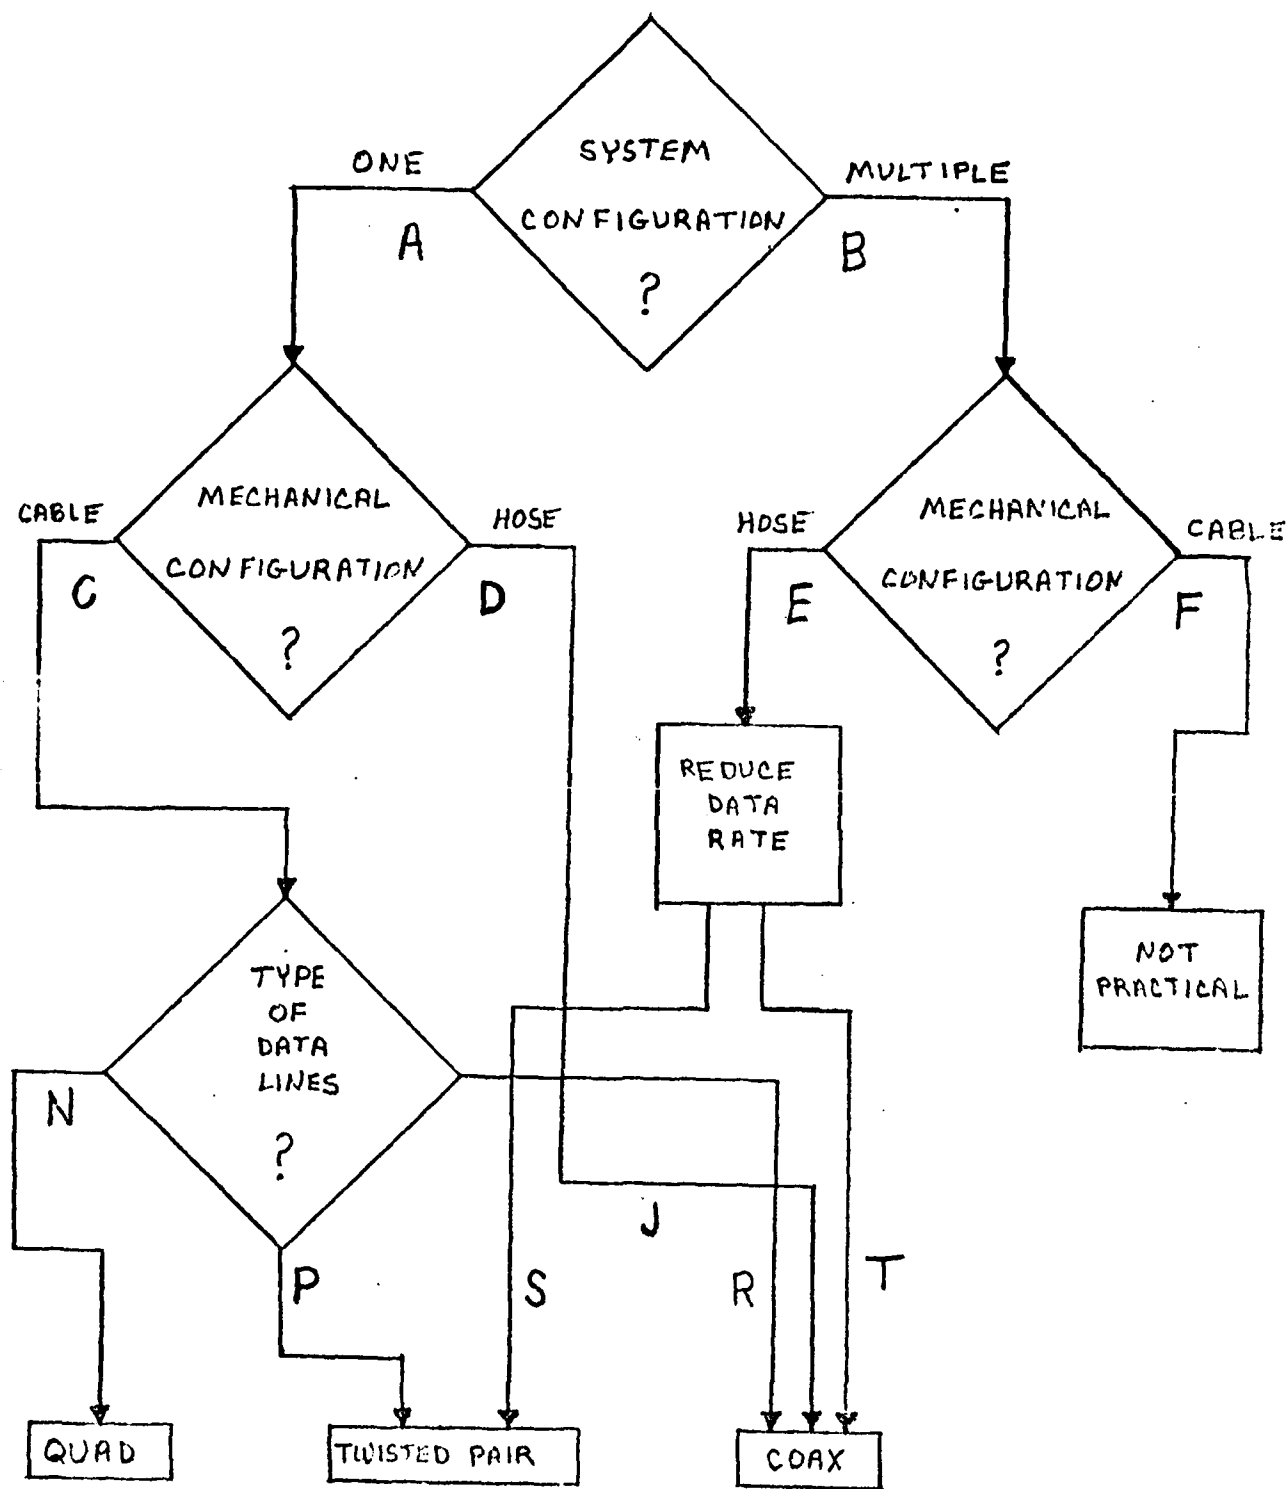 SYSTEM
CONFIGURATION
?
ONE
A
MULTIPLE
B
MECHANICAL
CONFIGURATION
?
CABLE
C
HOSE
D
MECHANICAL
CONFIGURATION
?
HOSE
E
CABLE
F
REDUCE
DATA
RATE
NOT
PRACTICAL
TYPE
OF
DATA
LINES
?
N
P
S
J
R
T
QUAD
TWISTED PAIR
COAX